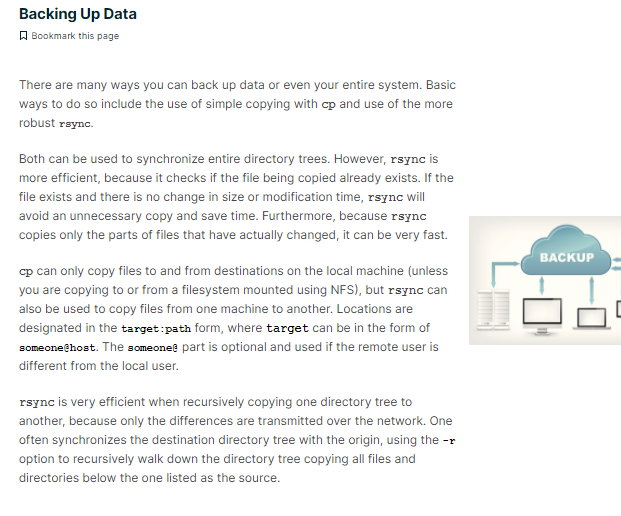 Backing Up Data
Bookmark this page
There are many ways you can back up data or even your entire system. Basic
ways to do so include the use of simple copying with cp and use of the more
robust rsync.
Both can be used to synchronize entire directory trees. However, rsync is
more efficient, because it checks if the file being copied already exists. If the
file exists and there is no change in size or modification time, rsync will
avoid an unnecessary copy and save time. Furthermore, because rsync
copies only the parts of files that have actually changed, it can be very fast.
BACKUP
cp can only copy files to and from destinations on the local machine (unless
you are copying to or from a filesystem mounted using NFS), but rsync can
also be used to copy files from one machine to another. Locations are
designated in the target:path form, where target can be in the form of
someone@host. The someone@ part is optional and used if the remote user is
different from the local user.
rsync is very efficient when recursively copying one directory tree to
another, because only the differences are transmitted over the network. One
often synchronizes the destination directory tree with the origin, using the -r
option to recursively walk down the directory tree copying all files and
directories below the one listed as the source.